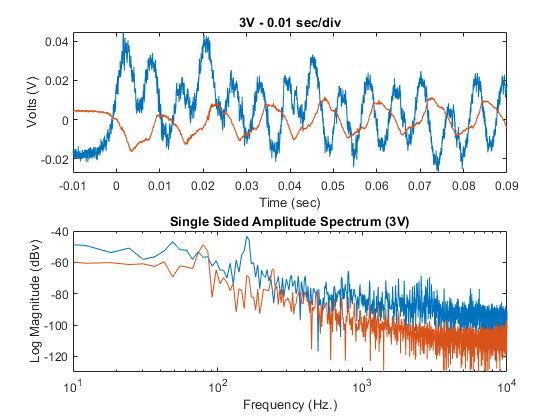 3V - 0.01 sec/div
Volts (V)
0.04
0.02
0
-0.02
-0.01 0 0.01 0.02 0.03 0.04 0.05 0.06 0.07 0.08 0.09
Time (sec)
Single Sided Amplitude Spectrum (3V)
Log Magnitude (dBv)
-40
-60
-80
-100
-120
10^1 10^2 10^3 10^4
Frequency (Hz.)